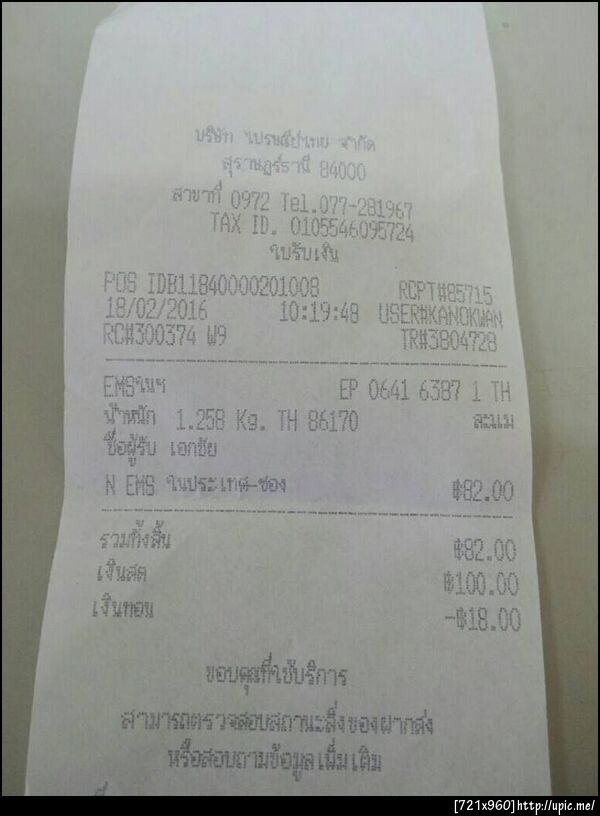 บริษัท ไปรษณีย์ไทย จำกัด
สุราษฎร์ธานี 84000
สาขาที่ 0972 Tel.077-281967
TAX ID. 0105546095724
ใบรับเงิน
POS IDB11840000201008 RCPT#85715
18/02/2016 10:19:48 USER#KANOKWAN
RC#300374 W9 TR#3804728
EMSในฯ EP 0641 6387 1 TH
น้ำหนัก 1.258 Kg. TH 86170 ละแม
ชื่อผู้รับ เอกชัย
N EMS ในประเทศ-ซอง ฿82.00
รวมทั้งสิ้น ฿82.00
เงินสด ฿100.00
เงินทอน -฿18.00
ขอบคุณที่ใช้บริการ
สามารถตรวจสอบสถานะสิ่งของฝากส่ง
หรือสอบถามข้อมูลเพิ่มเติม
[721x960]http://upic.me/